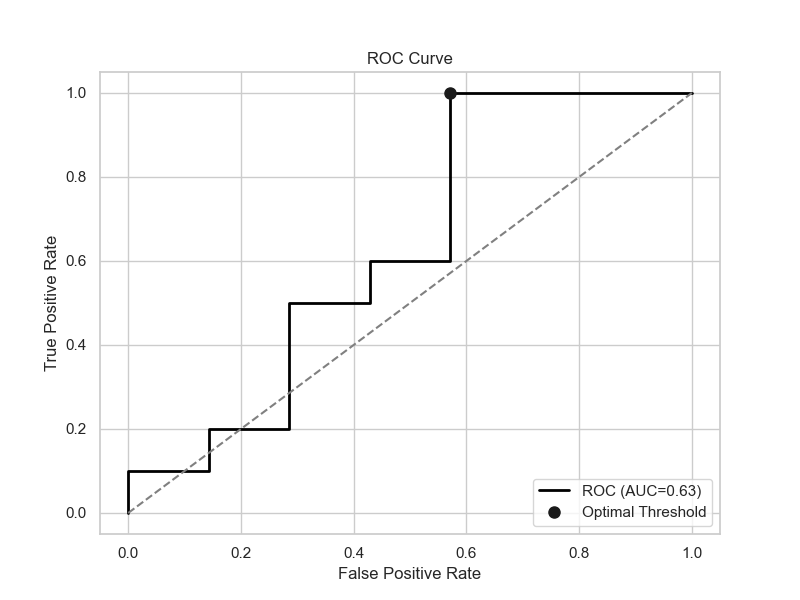 ROC Curve
1.0
0.8
0.6
0.4
0.2
0.0
True Positive Rate
ROC (AUC=0.63)
Optimal Threshold
0.0 0.2 0.4 0.6 0.8 1.0
False Positive Rate